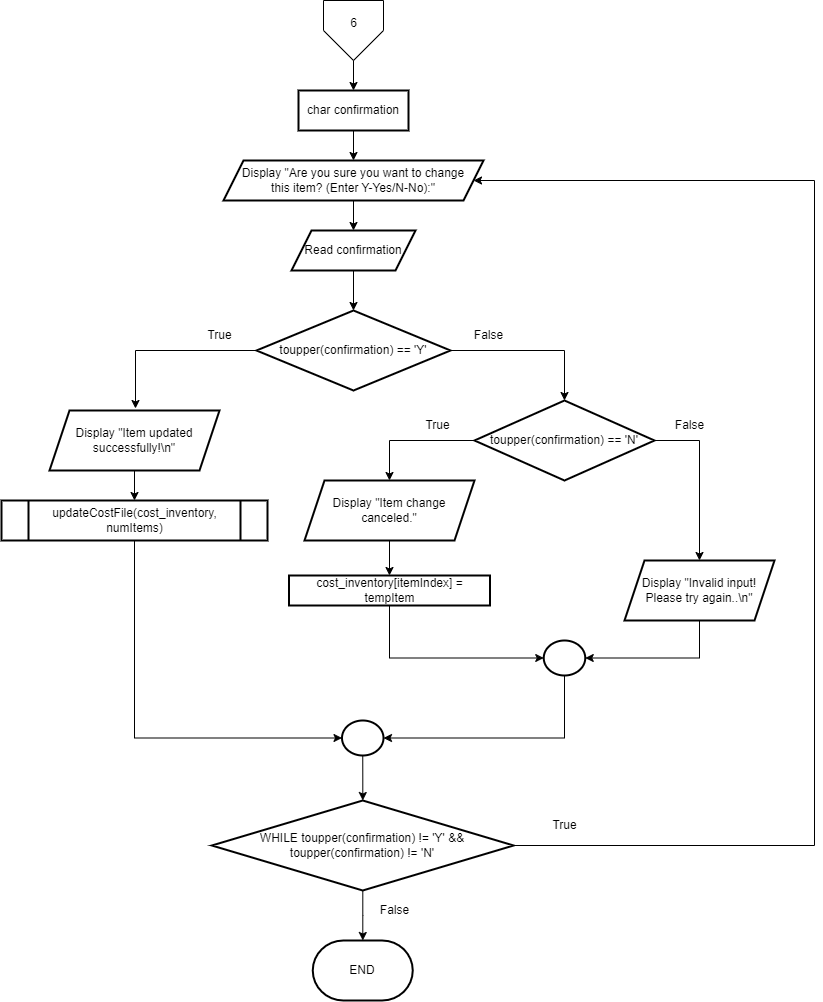 6
char confirmation
Display "Are you sure you want to change
this item? (Enter Y-Yes/N-No):"
Read confirmation
True
toupper(confirmation) == 'Y'
False
Display "Item updated
successfully!\n"
updateCostFile(cost_inventory,
numItems)
True
toupper(confirmation) == 'N'
False
Display "Item change
canceled."
cost_inventory[itemIndex] =
tempItem
Display "Invalid input!
Please try again..\n"
WHILE toupper(confirmation) != 'Y' &&
toupper(confirmation) != 'N'
True
False
END